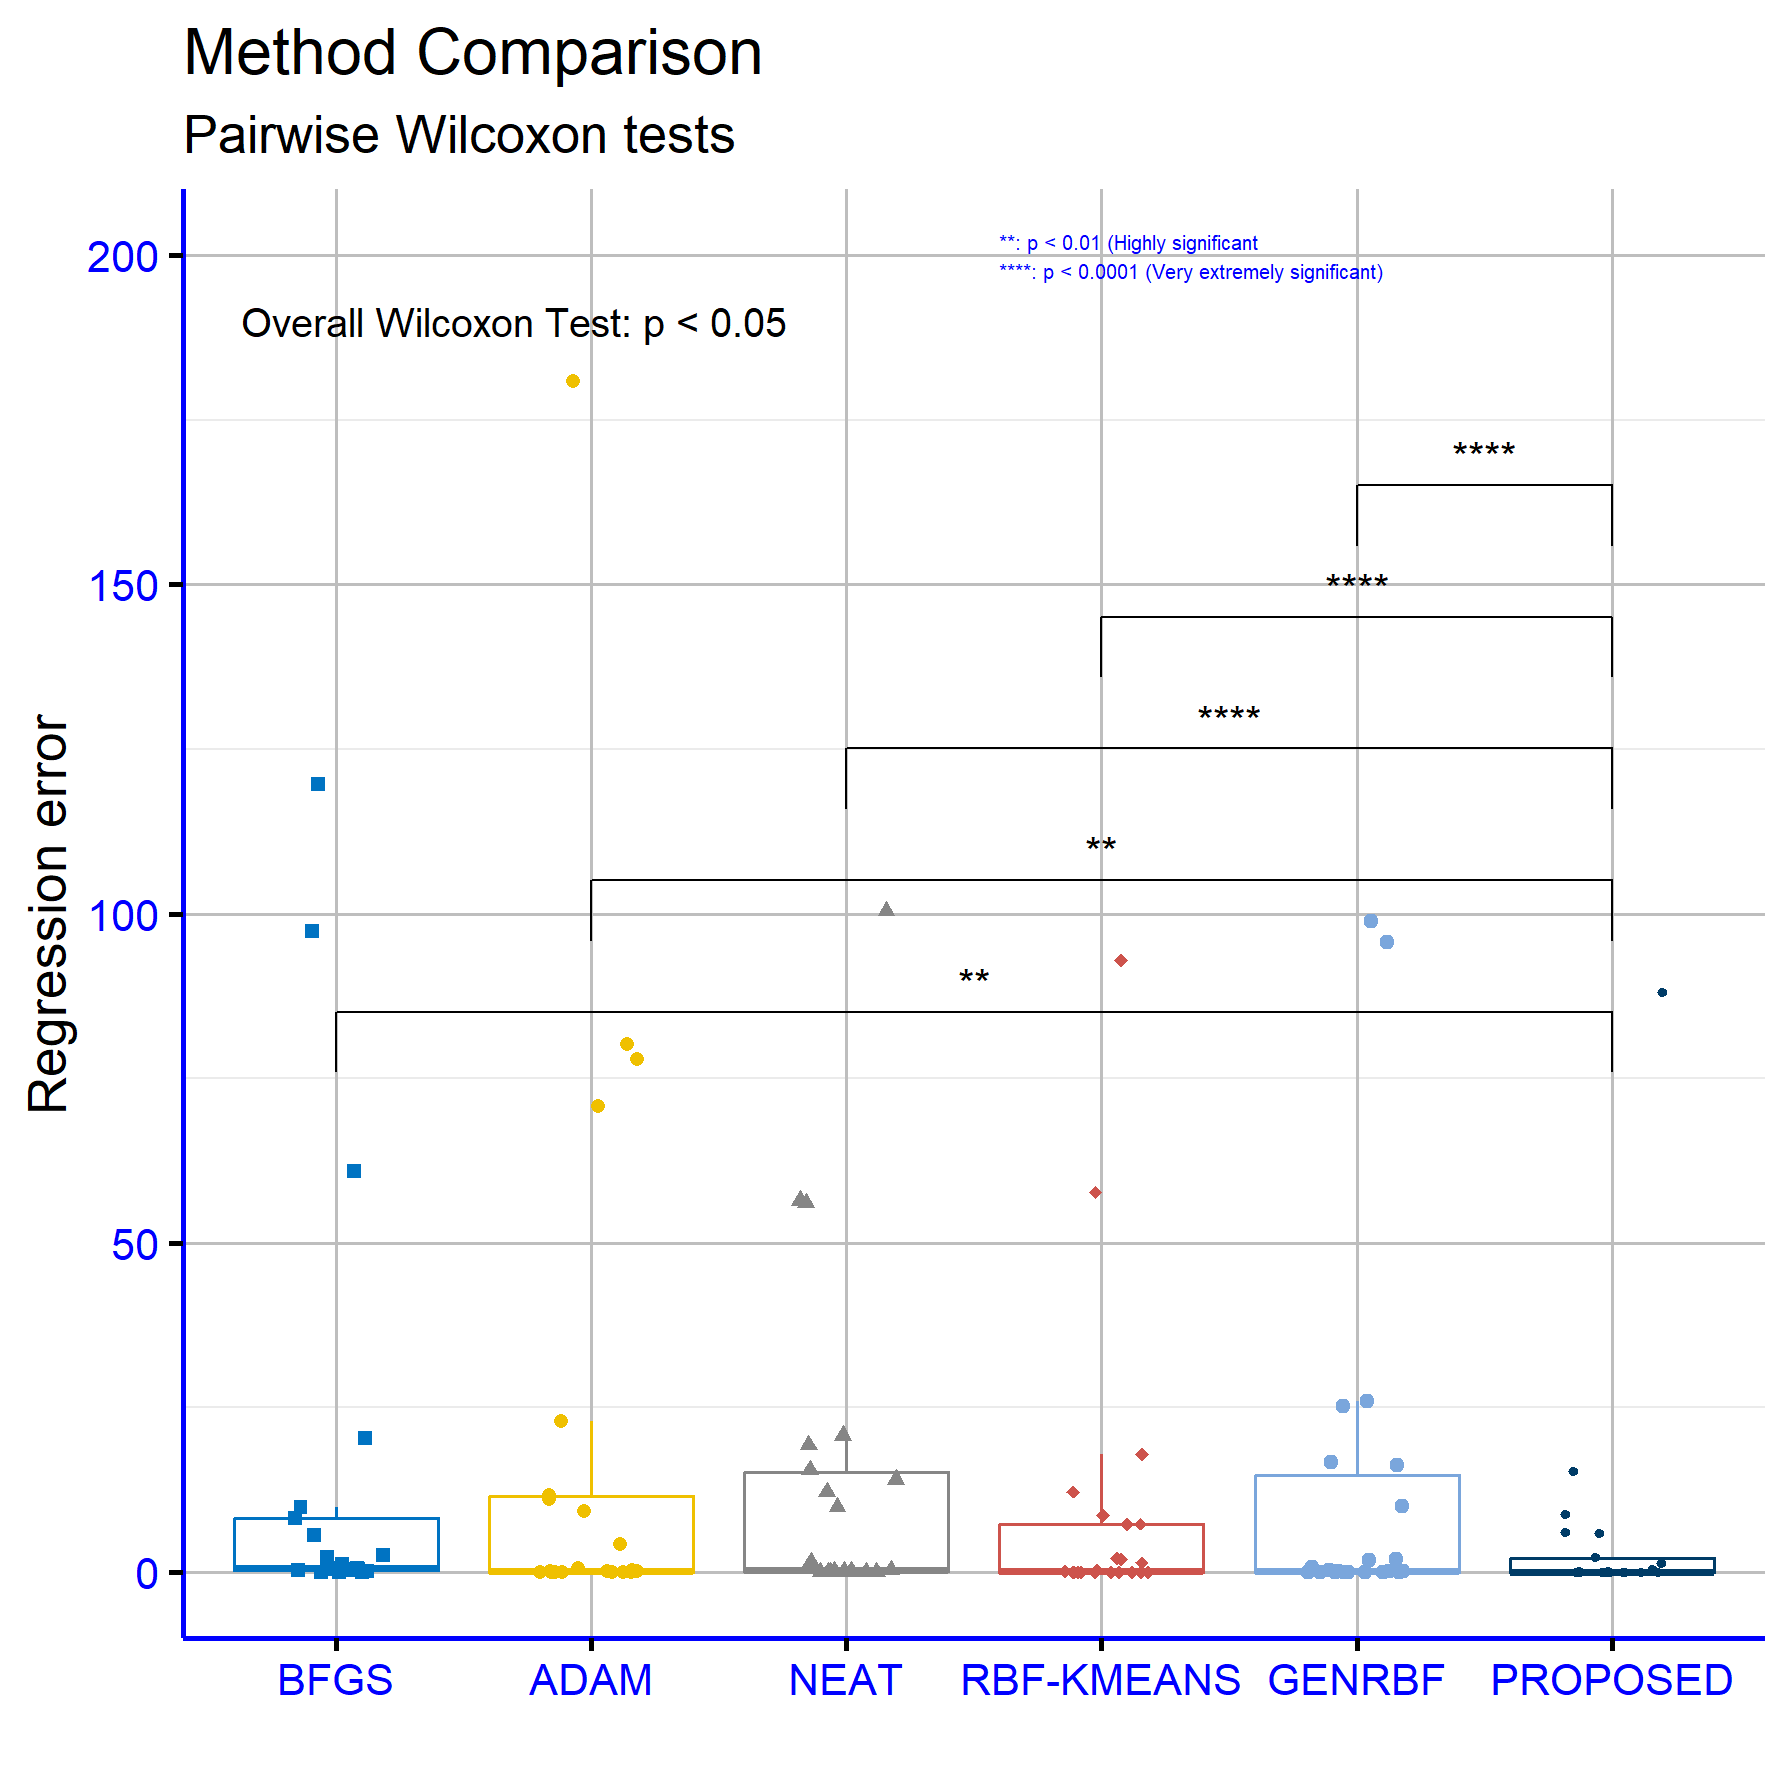 Method Comparison
Pairwise Wilcoxon tests
200
**: p < 0.01 (Highly significant
****: p < 0.0001 (Very extremely significant)
Overall Wilcoxon Test: p < 0.05
****
150
****
****
**
100
**
Regression error
50
0
BFGS ADAM NEAT RBF-KMEANS GENRBF PROPOSED